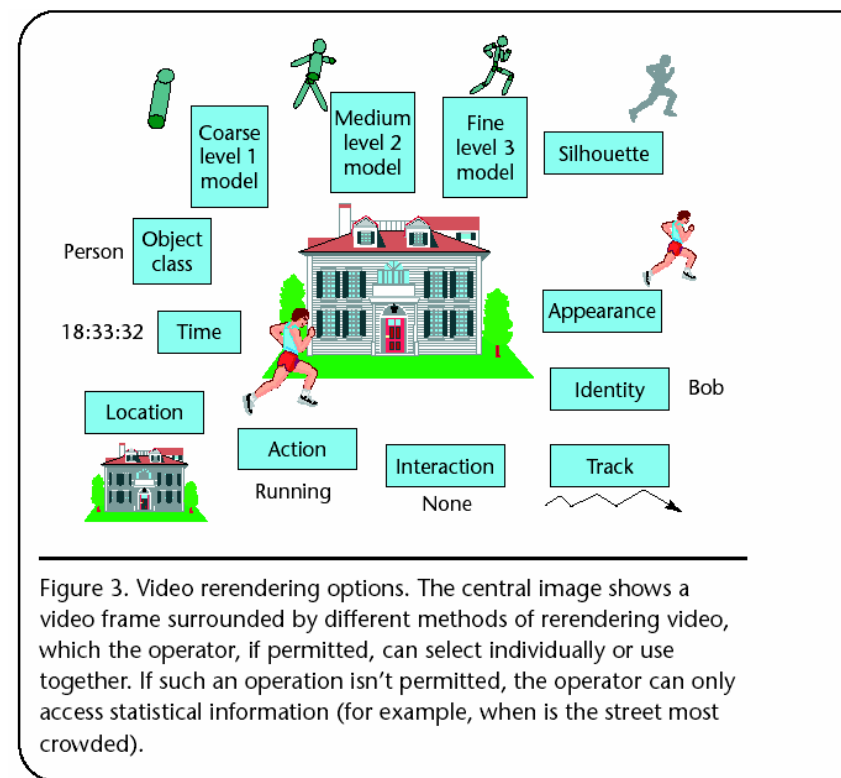 Coarse
level 1
model
Medium
level 2
model
Fine
level 3
model
Silhouette
Person
Object
class
Appearance
18:33:32
Time
Identity
Bob
Location
Action
Running
Interaction
None
Track
Figure 3. Video rerendering options. The central image shows a
video frame surrounded by different methods of rerendering video,
which the operator, if permitted, can select individually or use
together. If such an operation isn’t permitted, the operator can only
access statistical information (for example, when is the street most
crowded).